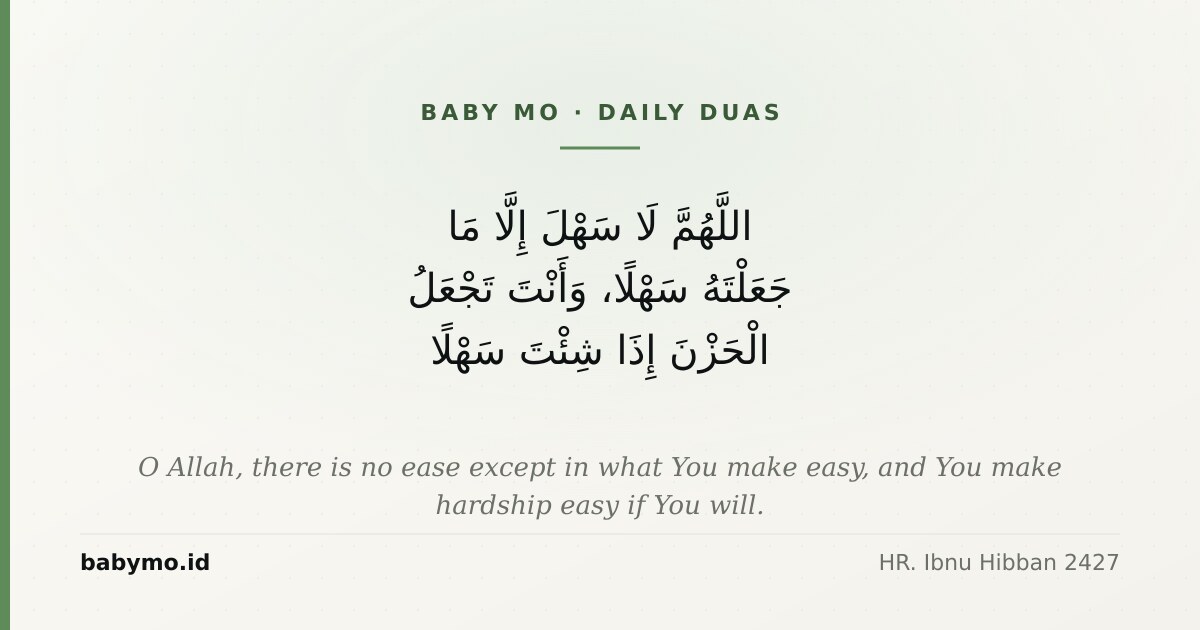 BABY MO · DAILY DUAS
اللَّهُمَّ لَا سَهْلَ إِلَّا مَا
جَعَلْتَهُ سَهْلًا، وَأَنْتَ تَجْعَلُ
الْحَزْنَ إِذَا شِئْتَ سَهْلًا
O Allah, there is no ease except in what You make easy, and You make
hardship easy if You will.
babymo.id
HR. Ibnu Hibban 2427